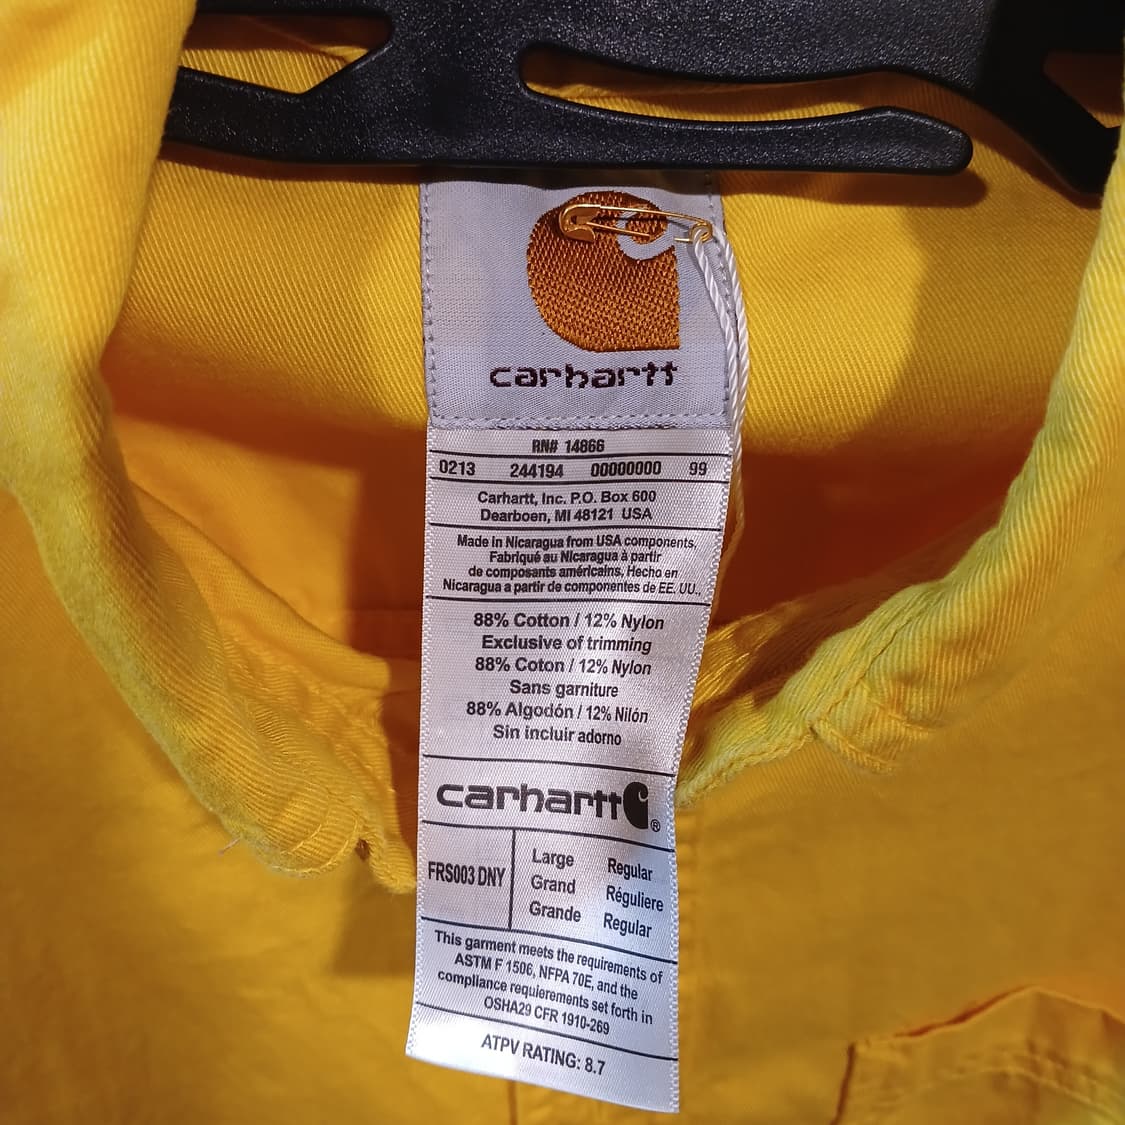 carhartt
RN# 14866
0213 244194 00000000 99
Carhartt, Inc. P.O. Box 600
Dearboen, MI 48121 USA
Made in Nicaragua from USA components.
Fabriqué au Nicaragua à partir
de composants américains. Hecho en
Nicaragua a partir de componentes de EE. UU..
88% Cotton / 12% Nylon
Exclusive of trimming
88% Coton / 12% Nylon
Sans garniture
88% Algodón / 12% Nilón
Sin incluir adorno
carhartt ®
FRS003 DNY
Large Regular
Grand Réguliere
Grande Regular
This garment meets the requirements of
ASTM F 1506, NFPA 70E, and the
compliance requierements set forth in
OSHA29 CFR 1910-269
ATPV RATING: 8.7